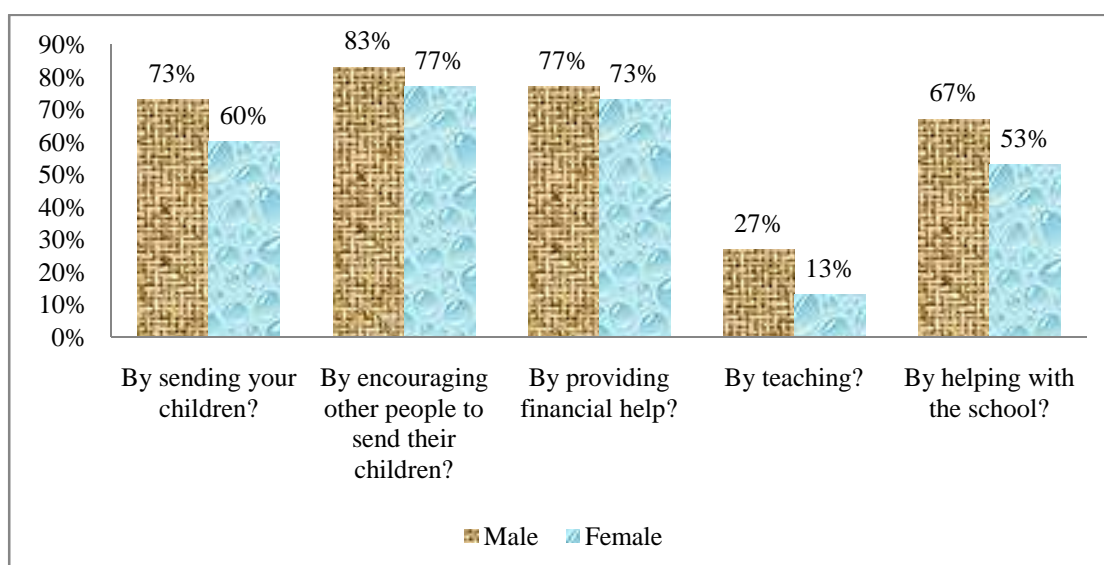 90%
80%
70%
60%
50%
40%
30%
20%
10%
0%
73%
60%
83%
77%
77%
73%
27%
13%
67%
53%
By sending your
children?
By encouraging
other people to
send their
children?
By providing
financial help?
By teaching?
By helping with
the school?
Male
Female